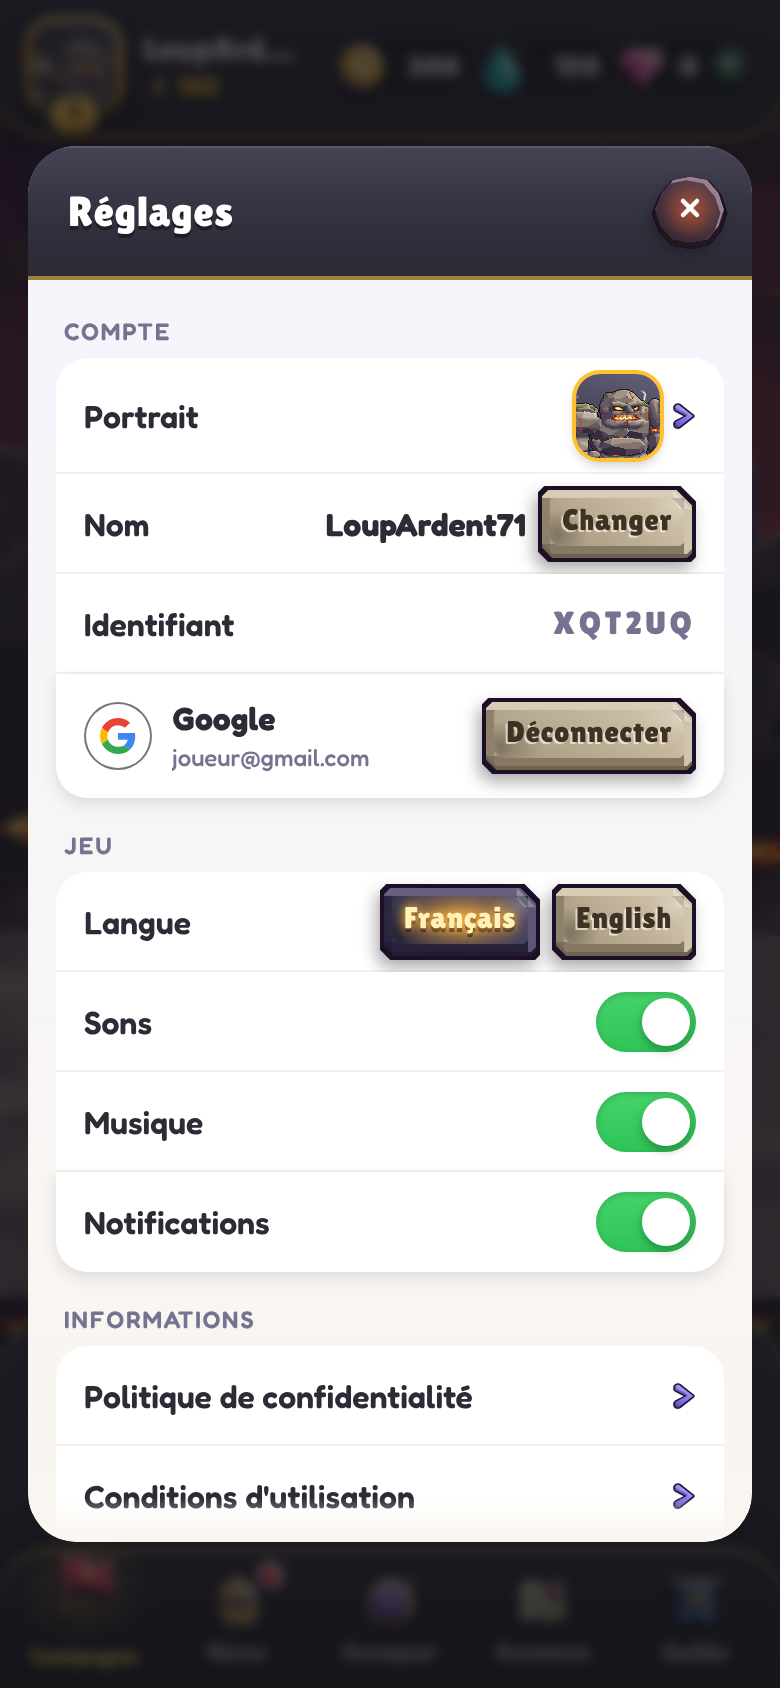 LoupArd...
Réglages
COMPTE
Portrait
Nom LoupArdent71 Changer
Identifiant XQT2UQ
Google
joueur@gmail.com
Déconnecter
JEU
Langue Français English
Sons
Musique
Notifications
INFORMATIONS
Politique de confidentialité
Conditions d'utilisation